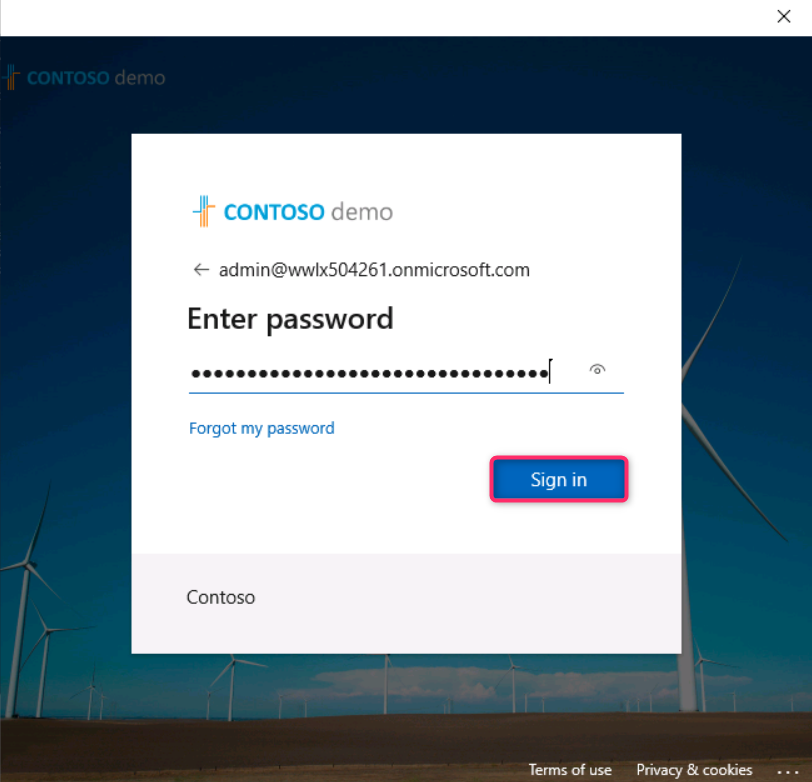 CONTOSO demo
CONTOSO demo
← admin@wwlx504261.onmicrosoft.com
Enter password
••••••••••••••••••••••••••••••••
Forgot my password
Sign in
Contoso
Terms of use Privacy & cookies ...